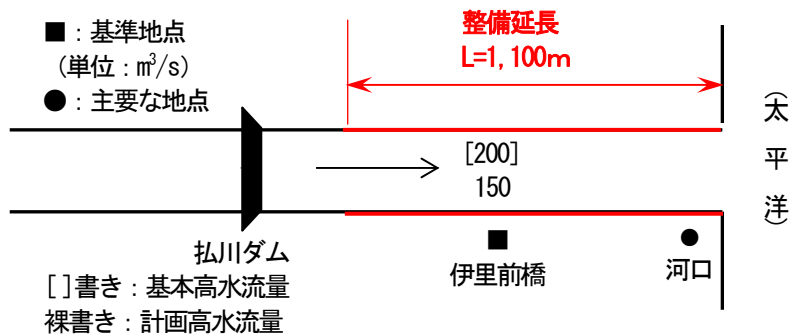 ■：基準地点
(単位：m³/s)
●：主要な地点
整備延長
L=1,100m
[200]
150
(太平洋)
払川ダム
伊里前橋
河口
[ ]書き：基本高水流量
裸書き：計画高水流量